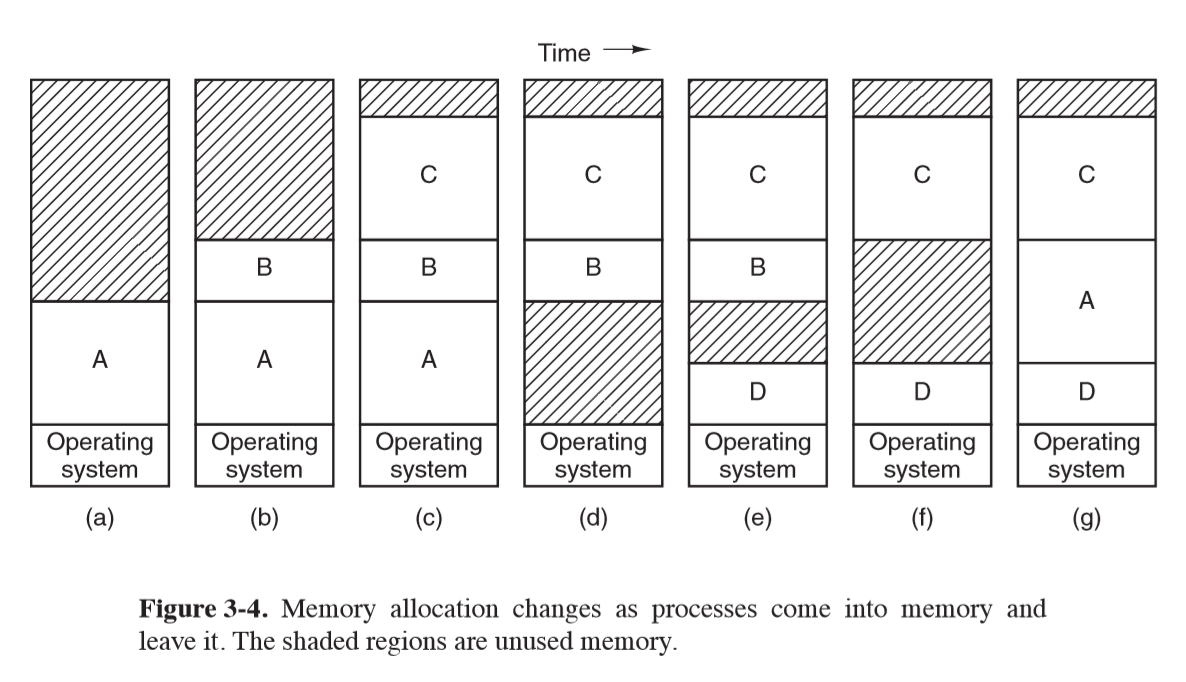 Time
C
C
C
C
C
B
B
B
B
A
A
A
A
D
D
D
Operating
system
Operating
system
Operating
system
Operating
system
Operating
system
Operating
system
Operating
system
(a)
(b)
(c)
(d)
(e)
(f)
(g)
Figure 3-4. Memory allocation changes as processes come into memory and
leave it. The shaded regions are unused memory.